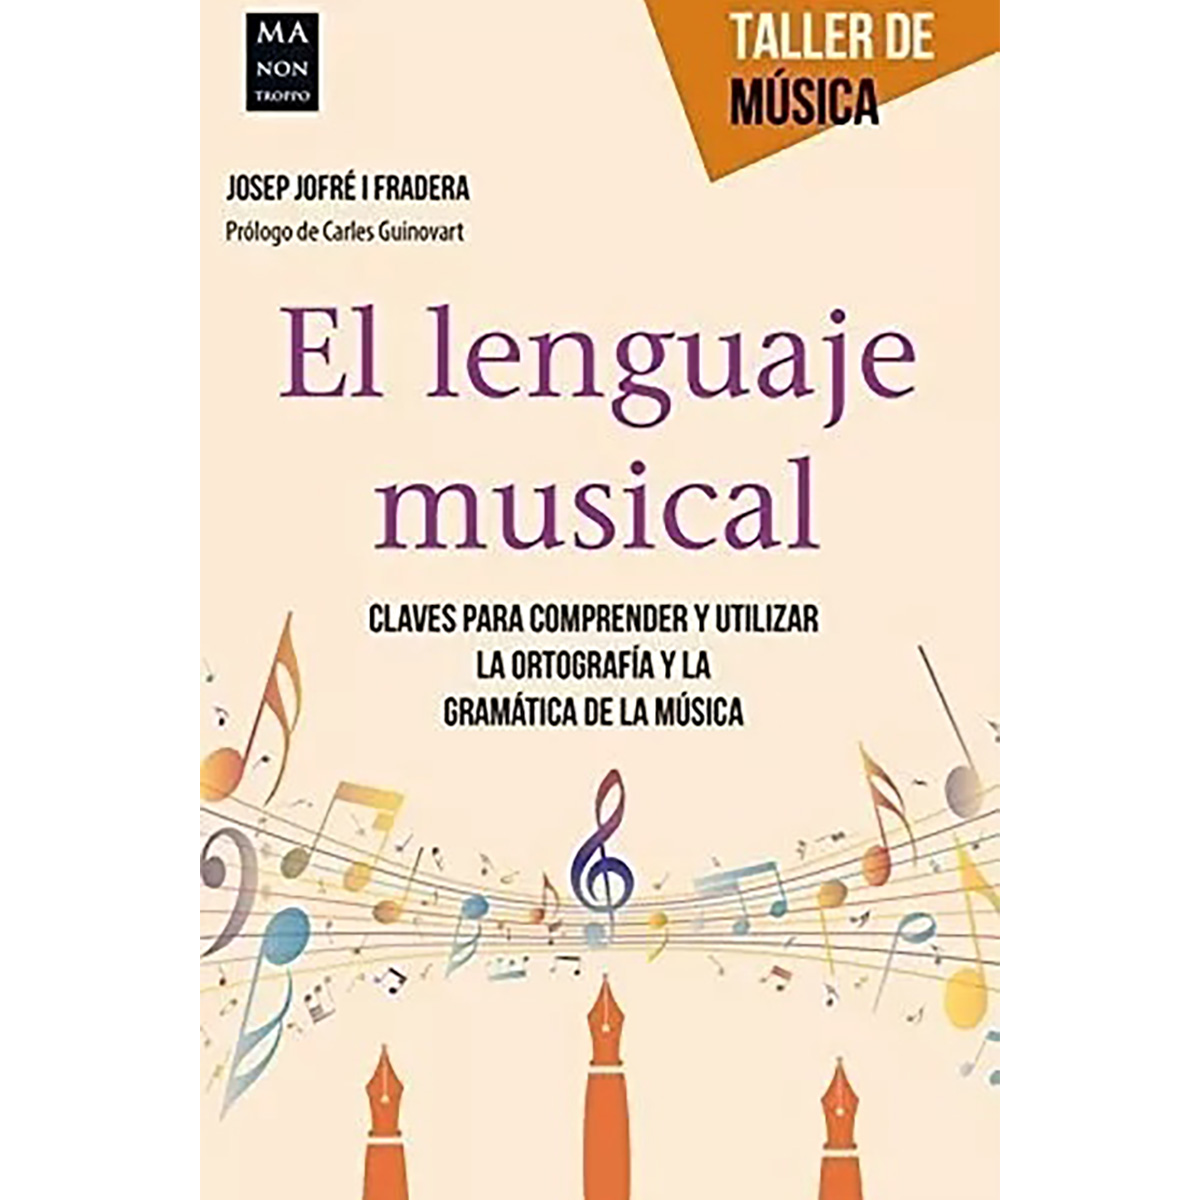 MA
NON
TROPPO
TALLER DE
MÚSICA
JOSEP JOFRÉ I FRADERA
Prólogo de Carles Guinovart
El lenguaje
musical
CLAVES PARA COMPRENDER Y UTILIZAR
LA ORTOGRAFÍA Y LA
GRAMÁTICA DE LA MÚSICA